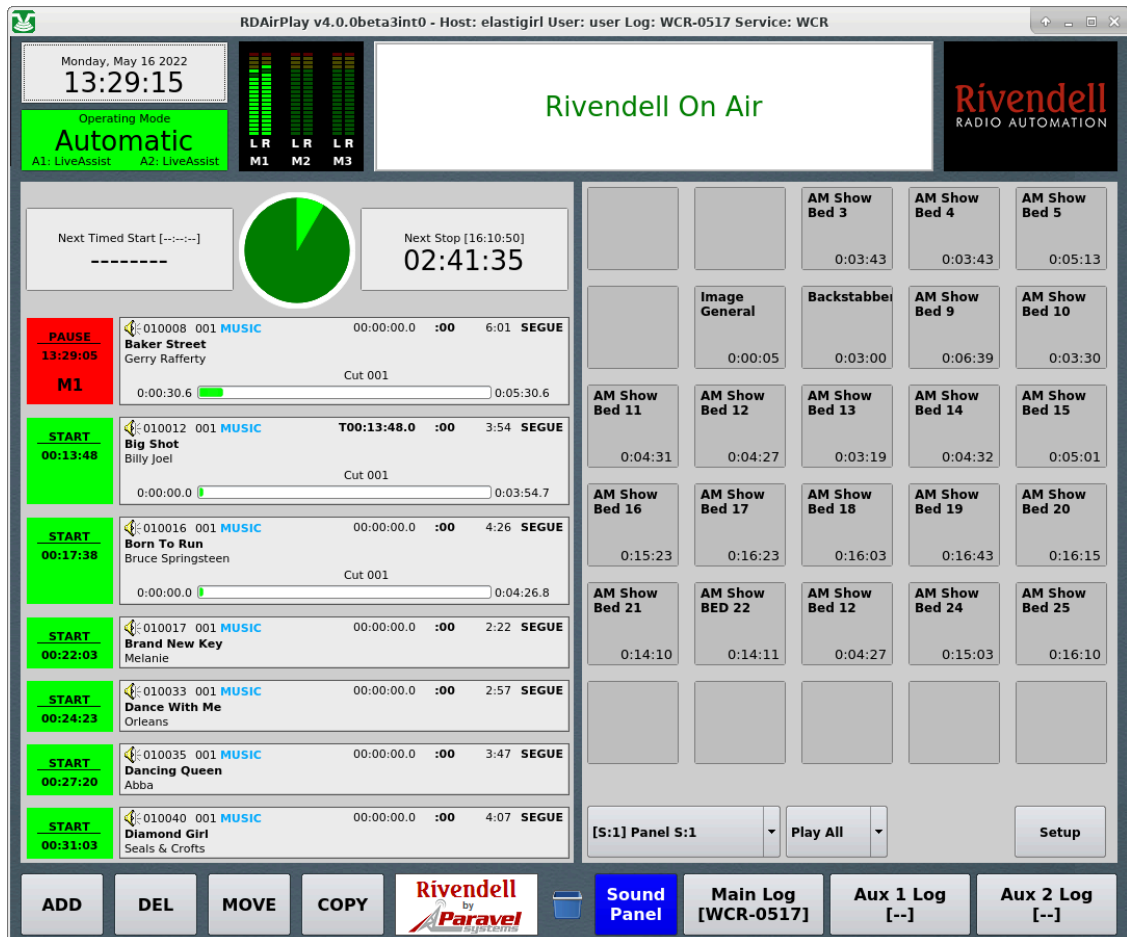 RDAirPlay v4.0.0beta3int0 - Host: elastigirl User: user Log: WCR-0517 Service: WCR
Monday, May 16 2022
13:29:15
Operating Mode
Automatic
A1: LiveAssist A2: LiveAssist
L R L R L R
M1 M2 M3
Rivendell On Air
Rivendell
RADIO AUTOMATION
Next Timed Start [--:--:--]
--------
Next Stop [16:10:50]
02:41:35
PAUSE
13:29:05
M1
010008 001 MUSIC 00:00:00.0 :00 6:01 SEGUE
Baker Street
Gerry Rafferty
Cut 001
0:00:30.6 0:05:30.6
START
00:13:48
010012 001 MUSIC T00:13:48.0 :00 3:54 SEGUE
Big Shot
Billy Joel
Cut 001
0:00:00.0 0:03:54.7
START
00:17:38
010016 001 MUSIC 00:00:00.0 :00 4:26 SEGUE
Born To Run
Bruce Springsteen
Cut 001
0:00:00.0 0:04:26.8
START
00:22:03
010017 001 MUSIC 00:00:00.0 :00 2:22 SEGUE
Brand New Key
Melanie
START
00:24:23
010033 001 MUSIC 00:00:00.0 :00 2:57 SEGUE
Dance With Me
Orleans
START
00:27:20
010035 001 MUSIC 00:00:00.0 :00 3:47 SEGUE
Dancing Queen
Abba
START
00:31:03
010040 001 MUSIC 00:00:00.0 :00 4:07 SEGUE
Diamond Girl
Seals & Crofts
AM Show
Bed 3
0:03:43
AM Show
Bed 4
0:03:43
AM Show
Bed 5
0:05:13
Image
General
0:00:05
Backstabber
0:03:00
AM Show
Bed 9
0:06:39
AM Show
Bed 10
0:03:30
AM Show
Bed 11
0:04:31
AM Show
Bed 12
0:04:27
AM Show
Bed 13
0:03:19
AM Show
Bed 14
0:04:32
AM Show
Bed 15
0:05:01
AM Show
Bed 16
0:15:23
AM Show
Bed 17
0:16:23
AM Show
Bed 18
0:16:03
AM Show
Bed 19
0:16:43
AM Show
Bed 20
0:16:15
AM Show
Bed 21
0:14:10
AM Show
BED 22
0:14:11
AM Show
Bed 12
0:04:27
AM Show
Bed 24
0:15:03
AM Show
Bed 25
0:16:10
[S:1] Panel S:1
Play All
Setup
ADD
DEL
MOVE
COPY
Rivendell
by
Paravel
systems
Sound
Panel
Main Log
[WCR-0517]
Aux 1 Log
[--]
Aux 2 Log
[--]